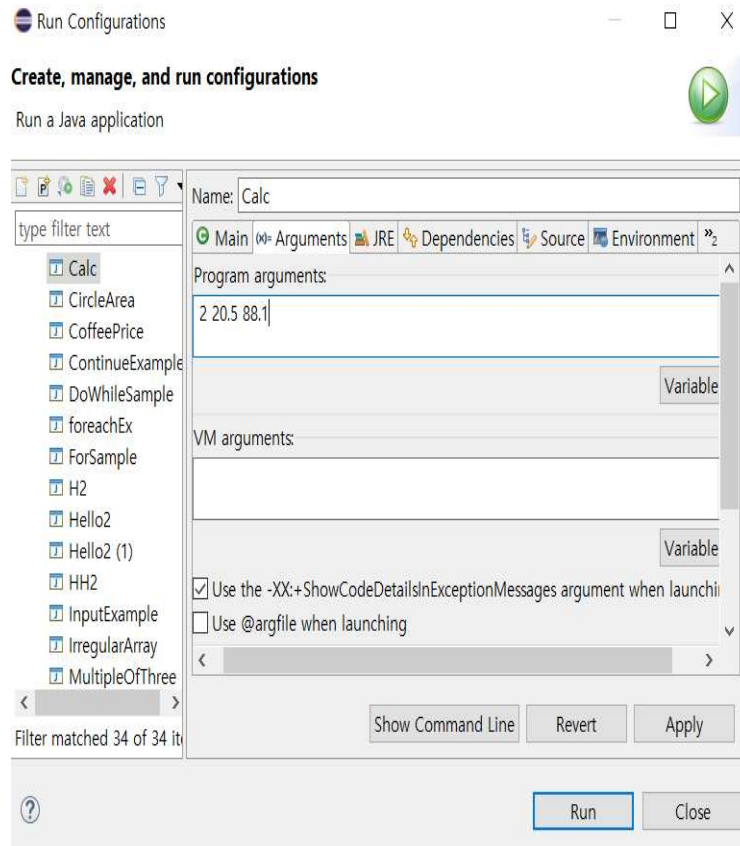 Run Configurations
Create, manage, and run configurations
Run a Java application
Name: Calc
type filter text
Main (x)= Arguments JRE Dependencies Source Environment »2
Calc
CircleArea
CoffeePrice
ContinueExample
DoWhileSample
foreachEx
ForSample
H2
Hello2
Hello2 (1)
HH2
InputExample
IrregularArray
MultipleOfThree
Filter matched 34 of 34 it
Program arguments:
2 20.5 88.1
Variable
VM arguments:
Variable
Use the -XX:+ShowCodeDetailsInExceptionMessages argument when launchi
Use @argfile when launching
Show Command Line Revert Apply
Run Close